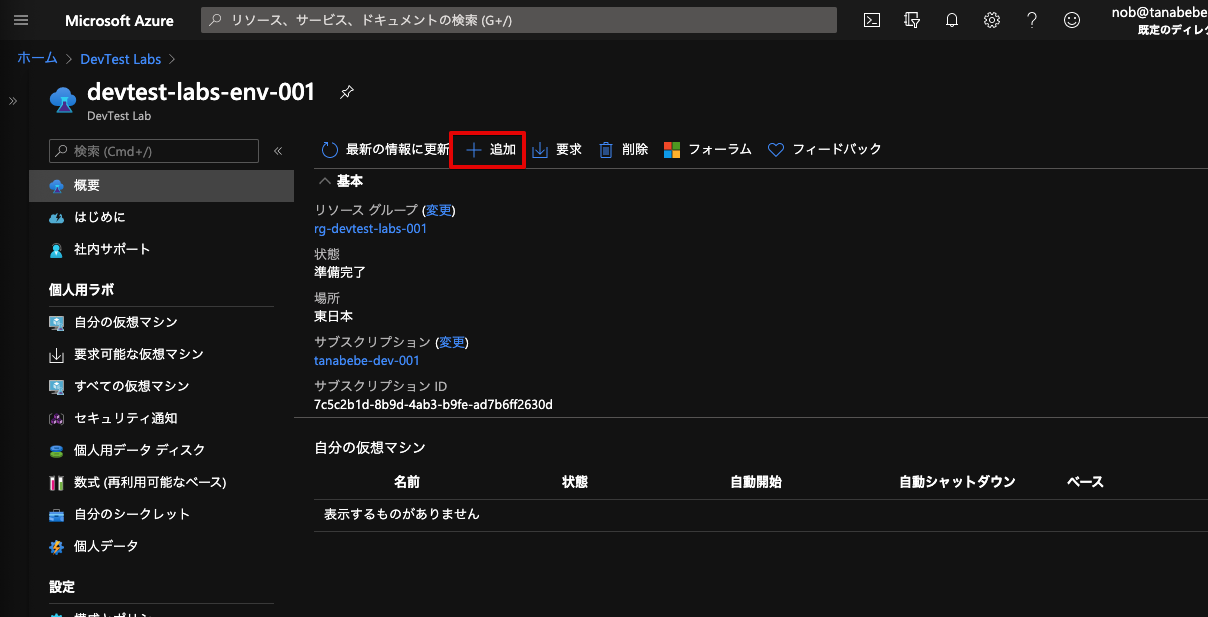 Microsoft Azure
リソース、サービス、ドキュメントの検索 (G+/)
nob@tanabebe
既定のディレク
ホーム > DevTest Labs >
devtest-labs-env-001
DevTest Lab
検索 (Cmd+/)
最新の情報に更新 追加 要求 削除 フォーラム フィードバック
概要
はじめに
社内サポート
個人用ラボ
自分の仮想マシン
要求可能な仮想マシン
すべての仮想マシン
セキュリティ通知
個人用データ ディスク
数式 (再利用可能なベース)
自分のシークレット
個人データ
設定
基本
リソース グループ (変更)
rg-devtest-labs-001
状態
準備完了
場所
東日本
サブスクリプション (変更)
tanabebe-dev-001
サブスクリプション ID
7c5c2b1d-8b9d-4ab3-b9fe-ad7b6ff2630d
自分の仮想マシン
名前 状態 自動開始 自動シャットダウン ベース
表示するものがありません